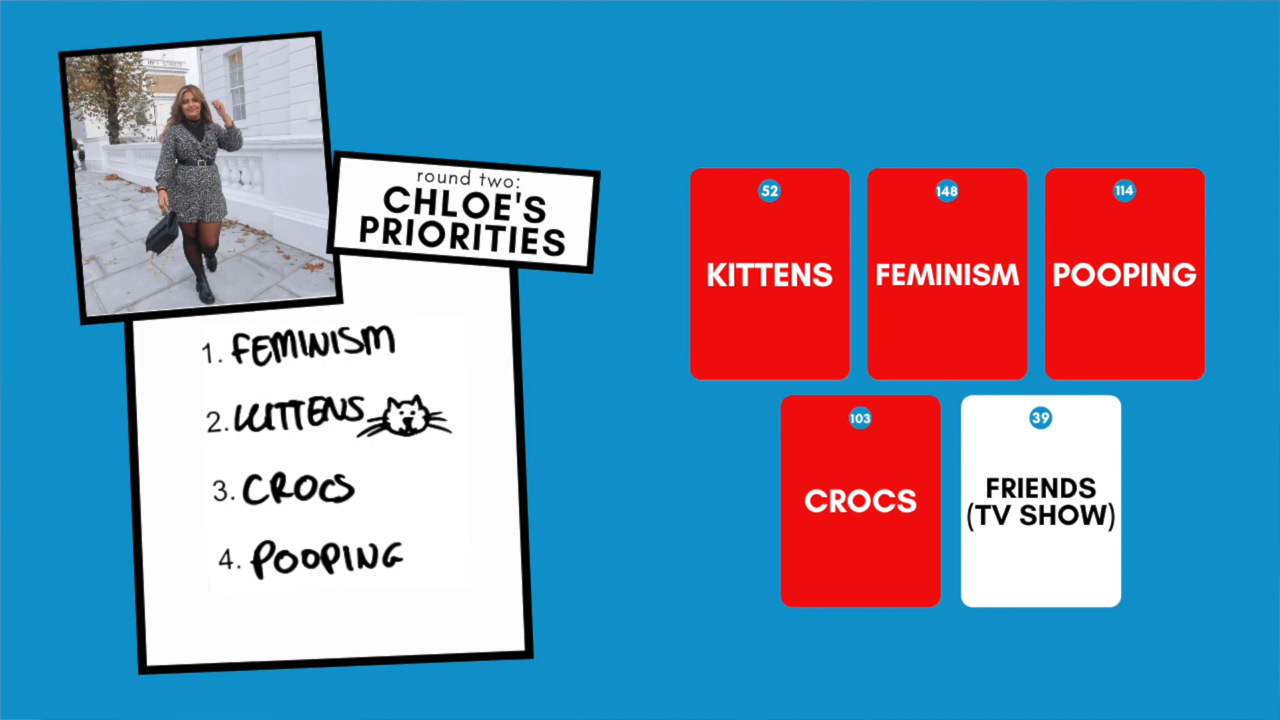 round two:
CHLOE'S
PRIORITIES
1. FEMINISM
2. KITTENS
3. CROCS
4. POOPING
52
KITTENS
148
FEMINISM
114
POOPING
103
CROCS
39
FRIENDS
(TV SHOW)